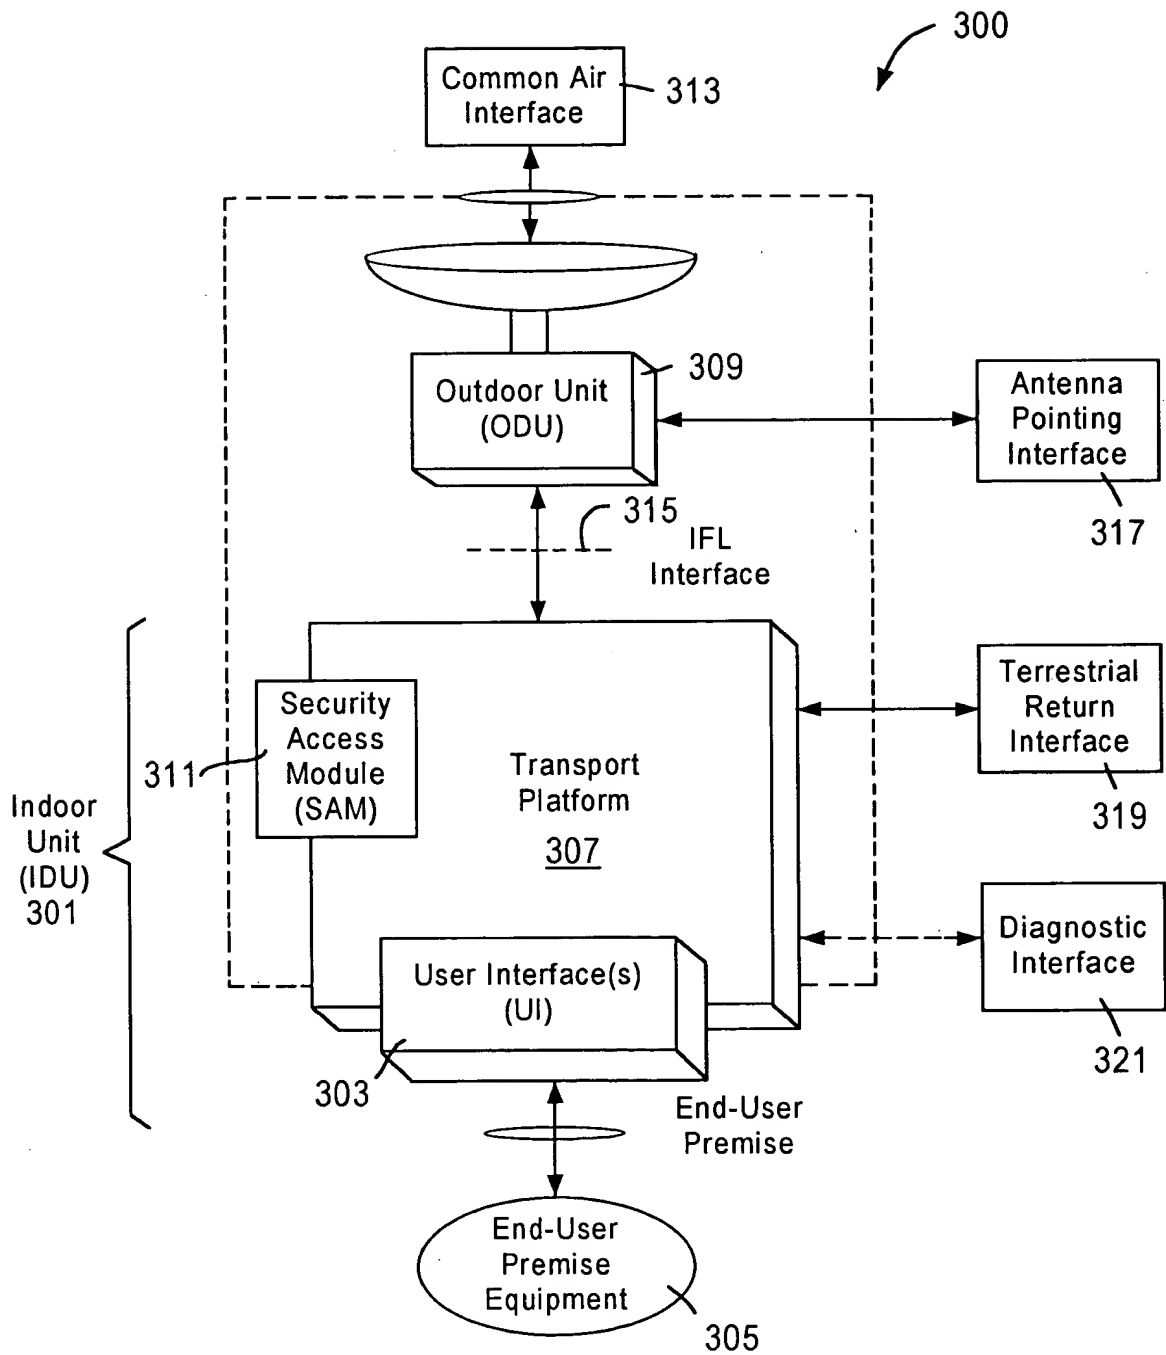 300
Common Air
Interface
313
309
Outdoor Unit
(ODU)
Antenna
Pointing
Interface
317
315
IFL
Interface
Security
Access
Module
(SAM)
311
Terrestrial
Return
Interface
319
Transport
Platform
307
Indoor
Unit
(IDU)
301
Diagnostic
Interface
321
User Interface(s)
(UI)
303
End-User
Premise
End-User
Premise
Equipment
305